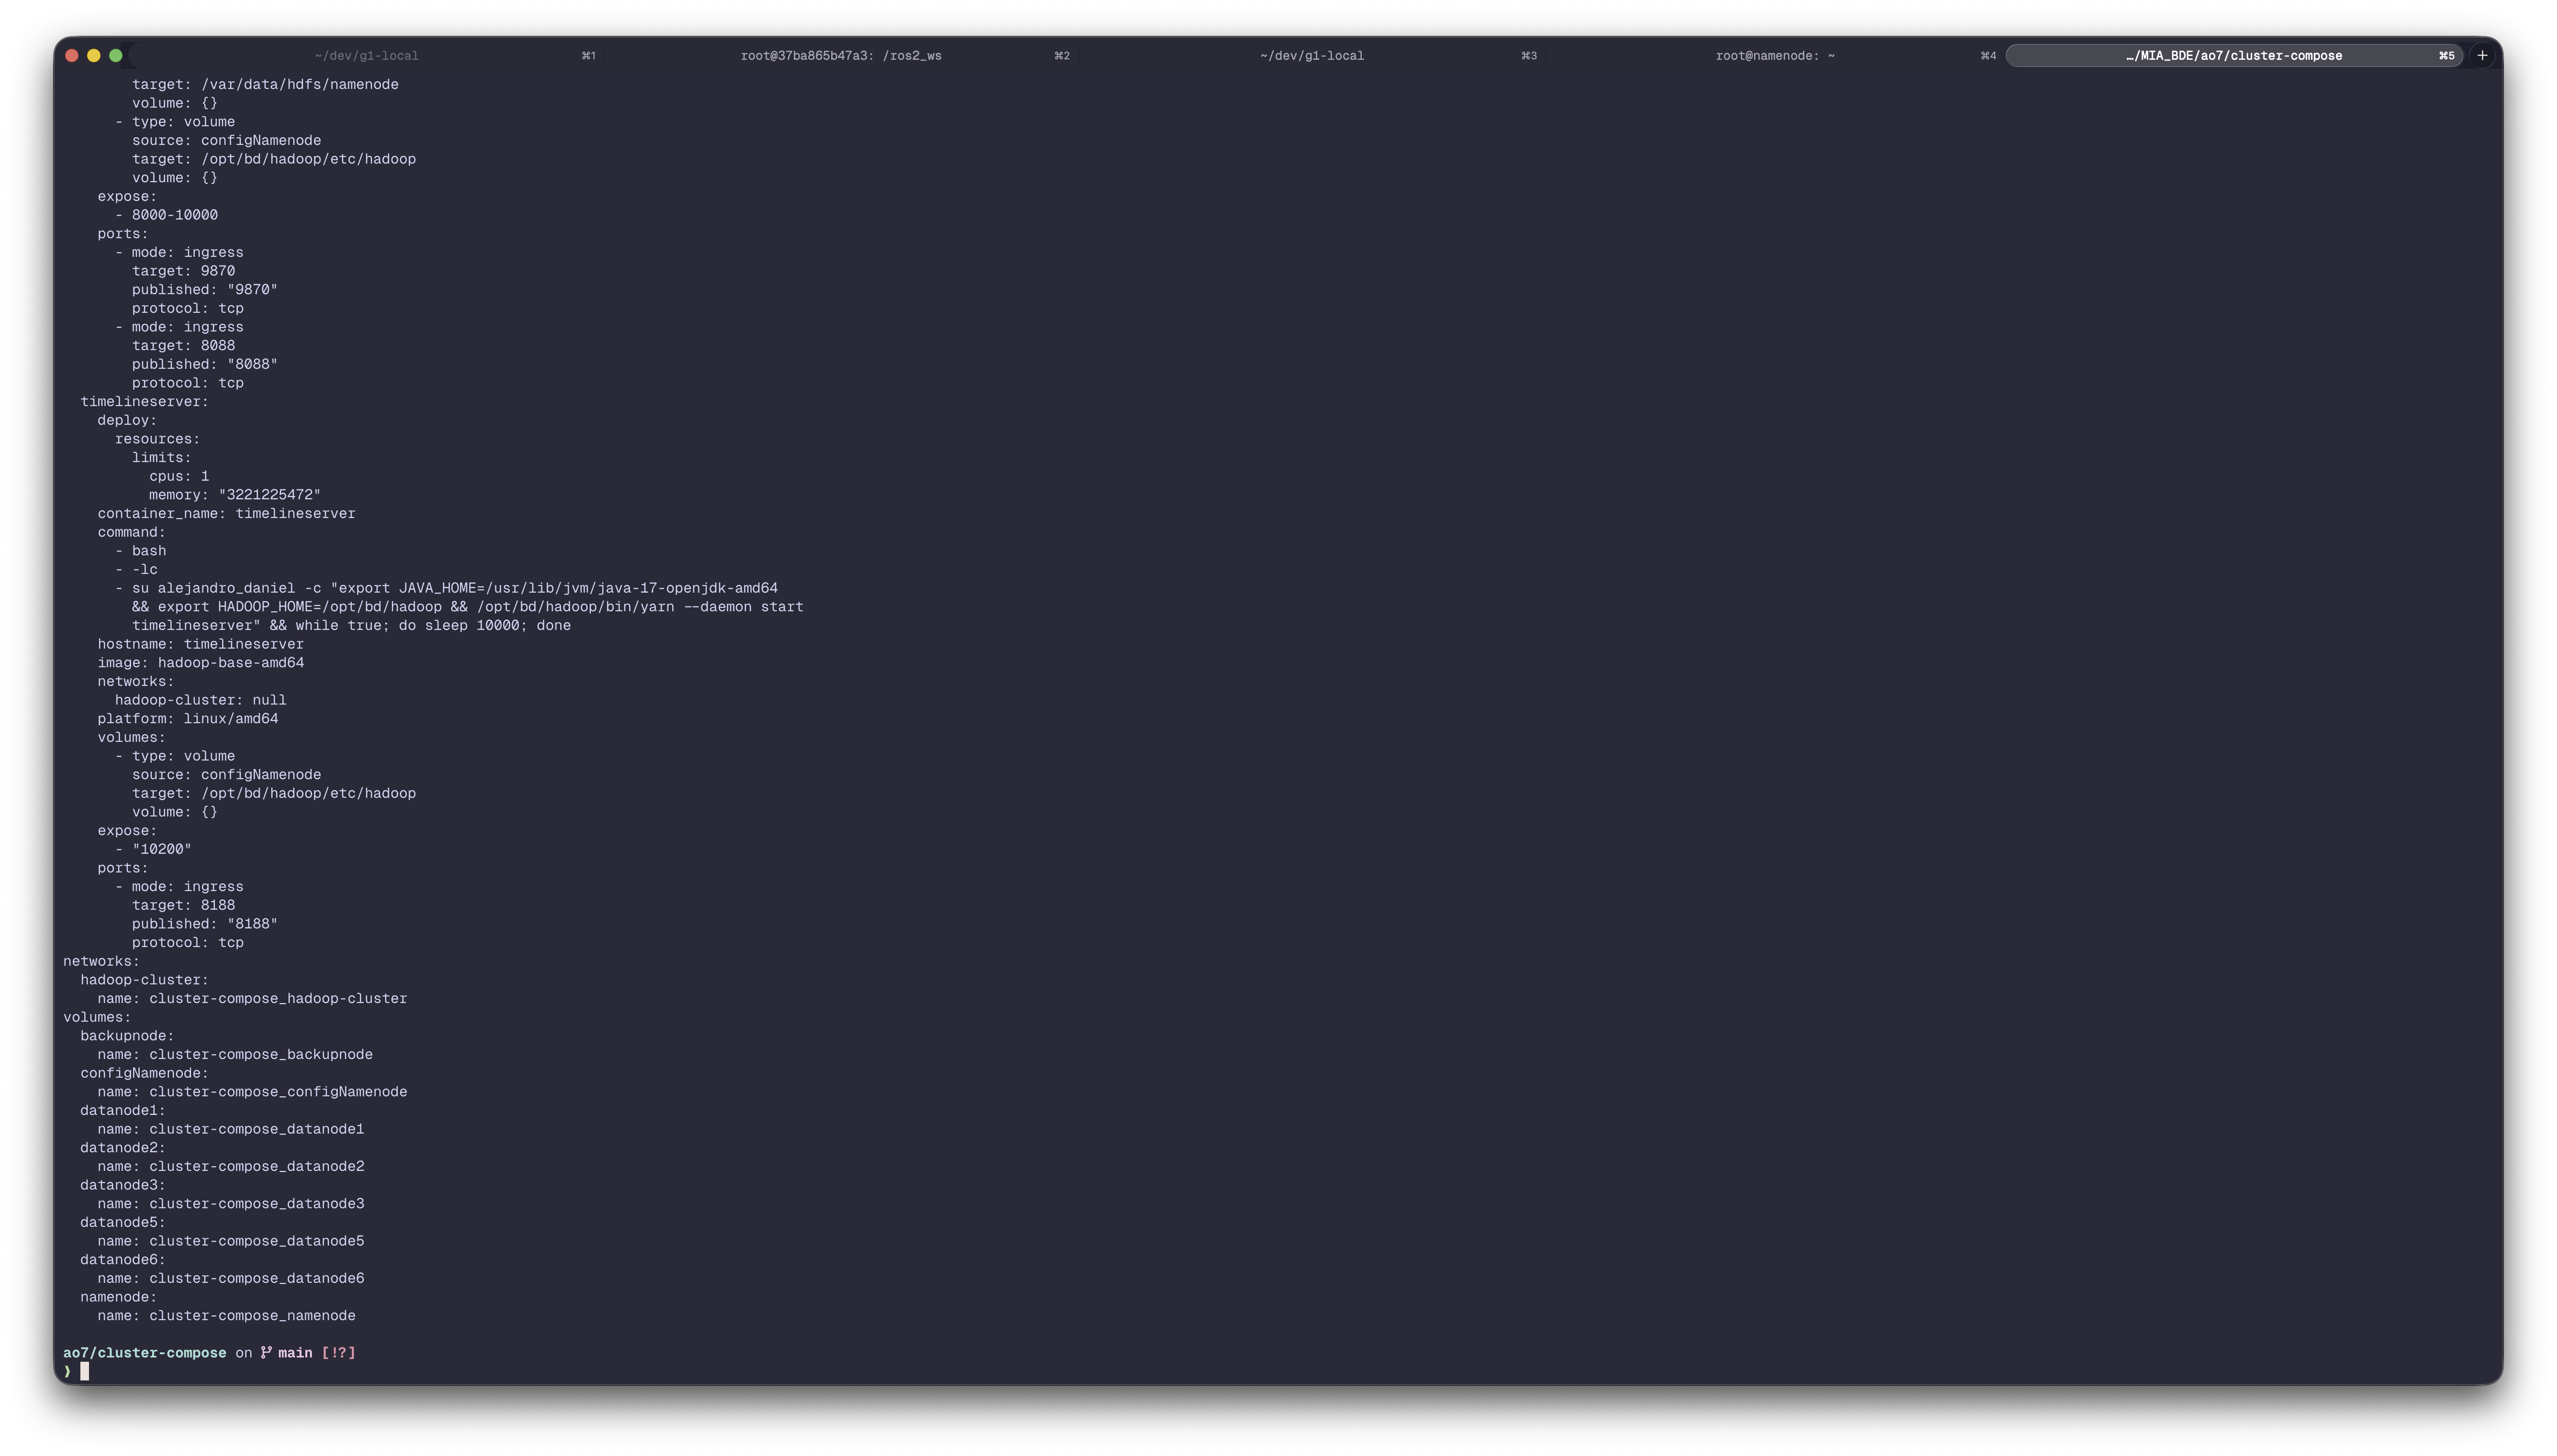 ~/dev/g1-local ⌘1 root@37ba865b47a3: /ros2_ws ⌘2 ~/dev/g1-local ⌘3 root@namenode: ~ ⌘4 …/MIA_BDE/ao7/cluster-compose ⌘5 +
        target: /var/data/hdfs/namenode
        volume: {}
      - type: volume
        source: configNamenode
        target: /opt/bd/hadoop/etc/hadoop
        volume: {}
    expose:
      - 8000-10000
    ports:
      - mode: ingress
        target: 9870
        published: "9870"
        protocol: tcp
      - mode: ingress
        target: 8088
        published: "8088"
        protocol: tcp
  timelineserver:
    deploy:
      resources:
        limits:
          cpus: 1
          memory: "3221225472"
    container_name: timelineserver
    command:
      - bash
      - -lc
      - su alejandro_daniel -c "export JAVA_HOME=/usr/lib/jvm/java-17-openjdk-amd64
        && export HADOOP_HOME=/opt/bd/hadoop && /opt/bd/hadoop/bin/yarn --daemon start
        timelineserver" && while true; do sleep 10000; done
    hostname: timelineserver
    image: hadoop-base-amd64
    networks:
      hadoop-cluster: null
    platform: linux/amd64
    volumes:
      - type: volume
        source: configNamenode
        target: /opt/bd/hadoop/etc/hadoop
        volume: {}
    expose:
      - "10200"
    ports:
      - mode: ingress
        target: 8188
        published: "8188"
        protocol: tcp
networks:
  hadoop-cluster:
    name: cluster-compose_hadoop-cluster
volumes:
  backupnode:
    name: cluster-compose_backupnode
  configNamenode:
    name: cluster-compose_configNamenode
  datanode1:
    name: cluster-compose_datanode1
  datanode2:
    name: cluster-compose_datanode2
  datanode3:
    name: cluster-compose_datanode3
  datanode5:
    name: cluster-compose_datanode5
  datanode6:
    name: cluster-compose_datanode6
  namenode:
    name: cluster-compose_namenode
ao7/cluster-compose on main [!?]
❯